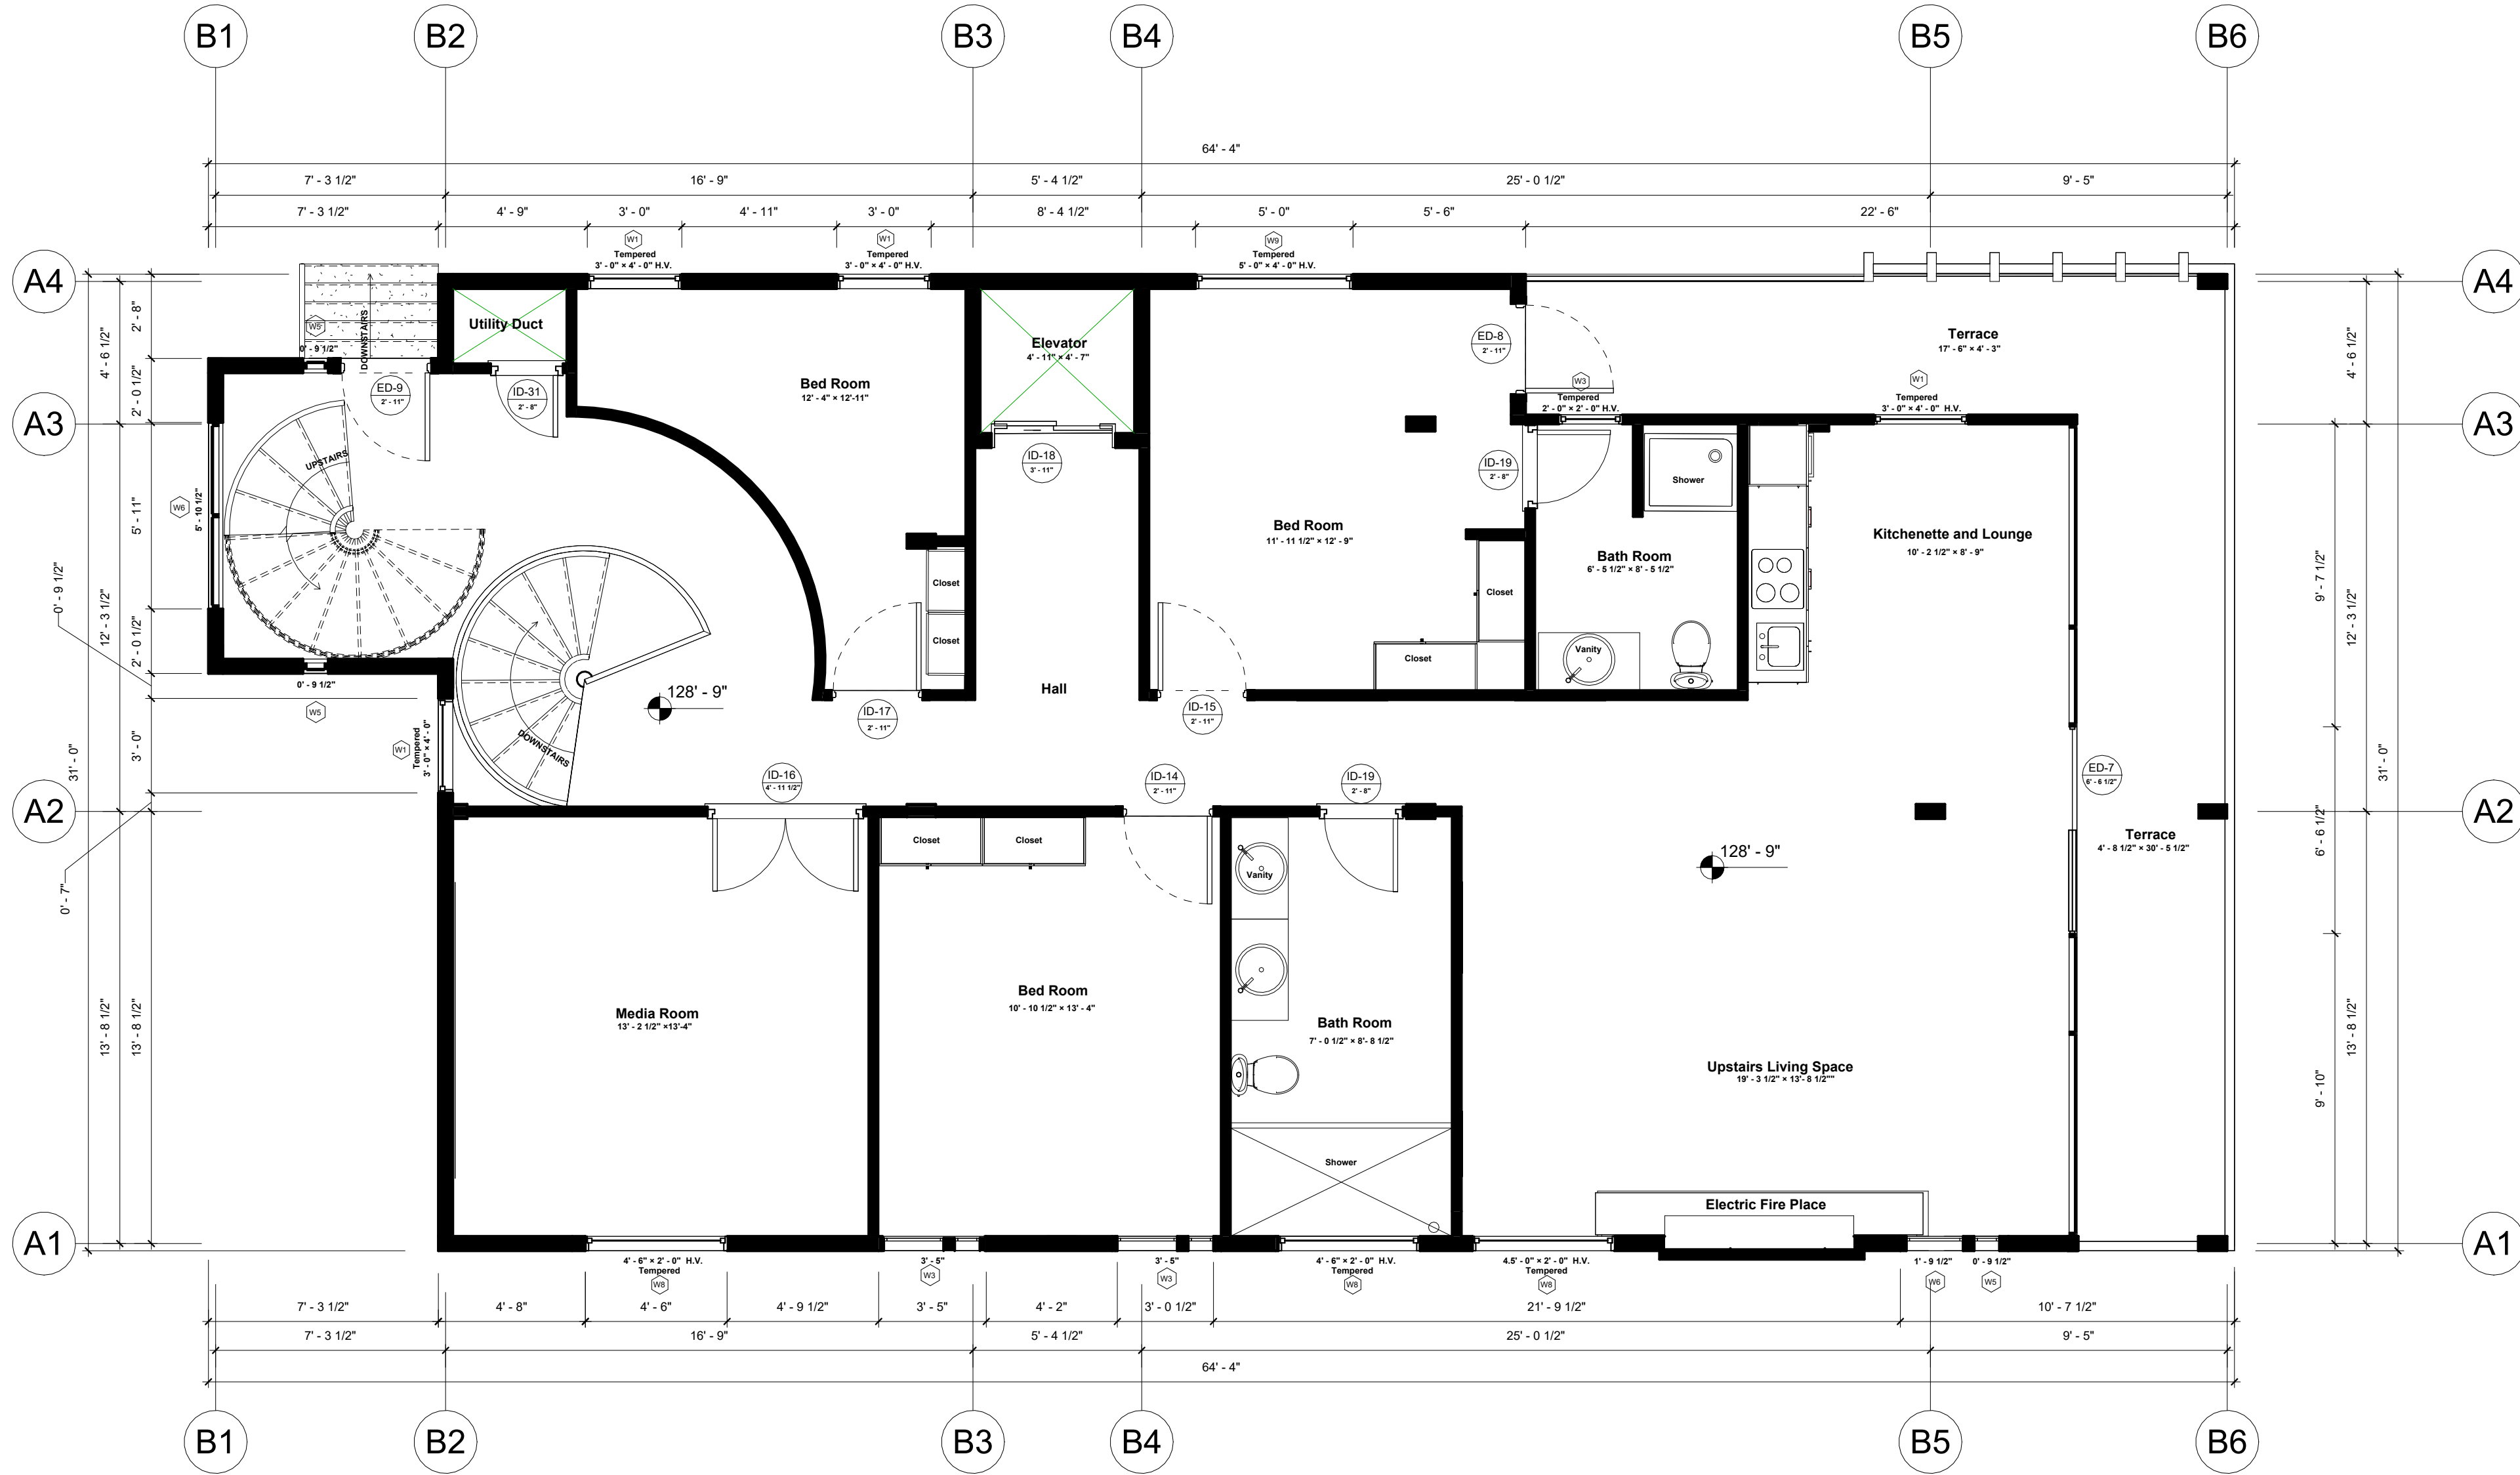 B1 B2 B3 B4 B5 B6
64' - 4"
7' - 3 1/2" 16' - 9" 5' - 4 1/2" 25' - 0 1/2" 9' - 5"
7' - 3 1/2" 4' - 9" 3' - 0" 4' - 11" 3' - 0" 8' - 4 1/2" 5' - 0" 5' - 6" 22' - 6"
W1 W1 W9
Tempered Tempered Tempered
3' - 0" × 4' - 0" H.V. 3' - 0" × 4' - 0" H.V. 5' - 0" × 4' - 0" H.V.
A4 A4
2' - 8"
4' - 6 1/2"
W5
0' - 9 1/2"
DOWNSTAIRS
Utility Duct
Elevator
4' - 11" × 4' - 7"
ED-8
2' - 11"
Terrace
17' - 6" × 4' - 3"
4' - 6 1/2"
ED-9
2' - 11"
ID-31
2' - 8"
Bed Room
12' - 4" × 12'-11"
W3
Tempered
2' - 0" × 2' - 0" H.V.
W1
Tempered
3' - 0" × 4' - 0" H.V.
2' - 0 1/2"
A3 A3
UPSTAIRS
ID-18
3' - 11"
ID-19
2' - 8"
Shower
W6
5' - 10 1/2"
5' - 11"
Bed Room
11' - 11 1/2" × 12' - 9"
Kitchenette and Lounge
10' - 2 1/2" × 8' - 9"
Bath Room
6' - 5 1/2" × 8' - 5 1/2"
9' - 7 1/2"
12' - 3 1/2"
0' - 9 1/2"
12' - 3 1/2"
2' - 0 1/2"
Closet
Closet
Closet
Closet
Vanity
0' - 9 1/2"
W5
Hall
128' - 9"
ID-17
2' - 11"
ID-15
2' - 11"
W1
Tempered
3' - 0" × 4' - 0"
3' - 0"
31' - 0"
DOWNSTAIRS
ID-16
4' - 11 1/2"
ID-14
2' - 11"
ID-19
2' - 8"
ED-7
6' - 6 1/2"
31' - 0"
A2 A2
0' - 7"
Closet
Closet
Vanity
128' - 9"
Terrace
4' - 8 1/2" × 30' - 5 1/2"
6' - 6 1/2"
Media Room
13' - 2 1/2" ×13'-4"
Bed Room
10' - 10 1/2" × 13' - 4"
Bath Room
7' - 0 1/2" × 8'- 8 1/2"
Upstairs Living Space
19' - 3 1/2" × 13'- 8 1/2""
13' - 8 1/2"
13' - 8 1/2"
13' - 8 1/2"
9' - 10"
Shower
Electric Fire Place
A1 A1
4' - 6" × 2' - 0" H.V.
Tempered
W8
3' - 5"
W3
3' - 5"
W3
4' - 6" × 2' - 0" H.V.
Tempered
W8
4.5' - 0" × 2' - 0" H.V.
Tempered
W8
1' - 9 1/2"
W6
0' - 9 1/2"
W5
7' - 3 1/2" 4' - 8" 4' - 6" 4' - 9 1/2" 3' - 5" 4' - 2" 3' - 0 1/2" 21' - 9 1/2" 10' - 7 1/2"
7' - 3 1/2" 16' - 9" 5' - 4 1/2" 25' - 0 1/2" 9' - 5"
64' - 4"
B1 B2 B3 B4 B5 B6